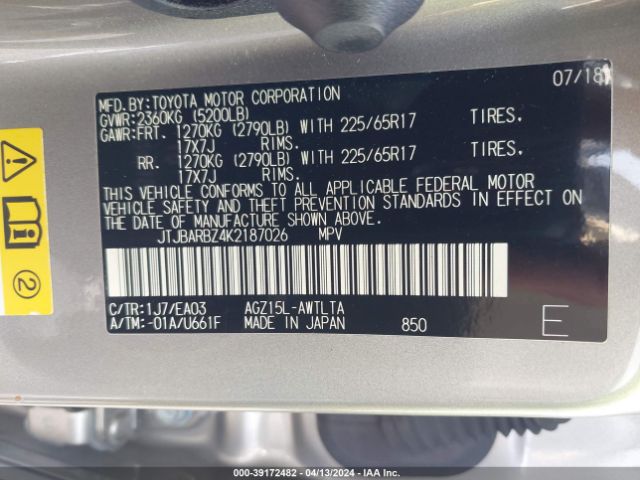 07/18
MFD.BY:TOYOTA MOTOR CORPORATION
GVWR:2360KG (5200LB)
GAWR:FRT. 1270KG (2790LB) WITH 225/65R17 TIRES.
17X7J RIMS.
RR. 1270KG (2790LB) WITH 225/65R17 TIRES.
17X7J RIMS.
THIS VEHICLE CONFORMS TO ALL APPLICABLE FEDERAL MOTOR
VEHICLE SAFETY AND THEFT PREVENTION STANDARDS IN EFFECT ON
THE DATE OF MANUFACTURE SHOWN ABOVE.
JTJBARBZ4K2187026 MPV
C/TR:1J7/EA03 AGZ15L-AWTLTA
A/TM:-01A/U661F MADE IN JAPAN 850 E
2
000-39172482 - 04/13/2024 - IAA Inc.